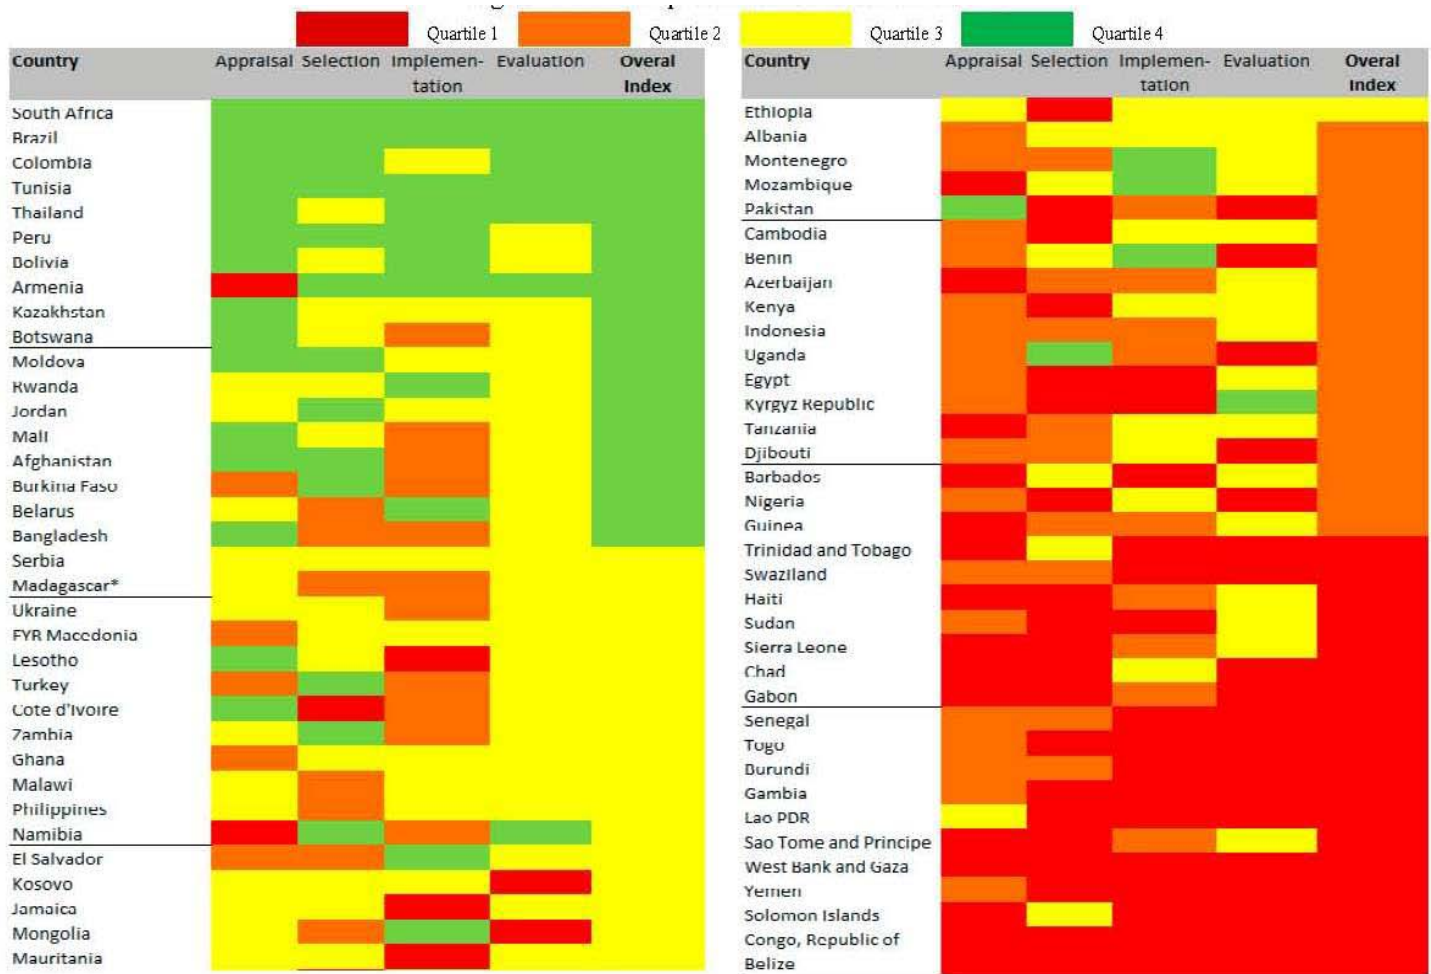 Quartile 1 Quartile 2 Quartile 3 Quartile 4
Country Appraisal Selection Implemen- Evaluation Overal
tation Index
South Africa
Brazil
Colombia
Tunisia
Thailand
Peru
Bolivia
Armenia
Kazakhstan
Botswana
Moldova
Rwanda
Jordan
Mali
Afghanistan
Burkina Faso
Belarus
Bangladesh
Serbia
Madagascar*
Ukraine
FYR Macedonia
Lesotho
Turkey
Cote d'Ivoire
Zambia
Ghana
Malawi
Philippines
Namibia
El Salvador
Kosovo
Jamaica
Mongolia
Mauritania
Country Appraisal Selection Implemen- Evaluation Overal
tation Index
Ethiopia
Albania
Montenegro
Mozambique
Pakistan
Cambodia
Benin
Azerbaijan
Kenya
Indonesia
Uganda
Egypt
Kyrgyz Republic
Tanzania
Djibouti
Barbados
Nigeria
Guinea
Trinidad and Tobago
Swaziland
Haiti
Sudan
Sierra Leone
Chad
Gabon
Senegal
Togo
Burundi
Gambia
Lao PDR
Sao Tome and Principe
West Bank and Gaza
Yemen
Solomon Islands
Congo, Republic of
Belize